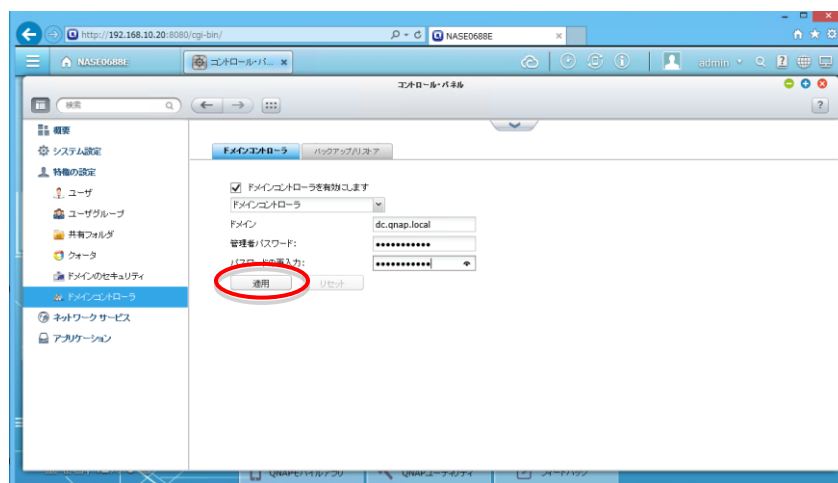 http://192.168.10.20:8080/cgi-bin/
NASE0688E
NASE0688E
コントロール・パ...
admin
コントロール・パネル
検索
概要
システム設定
特権の設定
ユーザ
ユーザグループ
共有フォルダ
クォータ
ドメインのセキュリティ
ドメインコントローラ
ネットワーク サービス
アプリケーション
ドメインコントローラ
バックアップ/リストア
ドメインコントローラを有効にします
ドメインコントローラ
ドメイン
dc.qnap.local
管理者パスワード:
パスワードの再入力:
適用
リセット